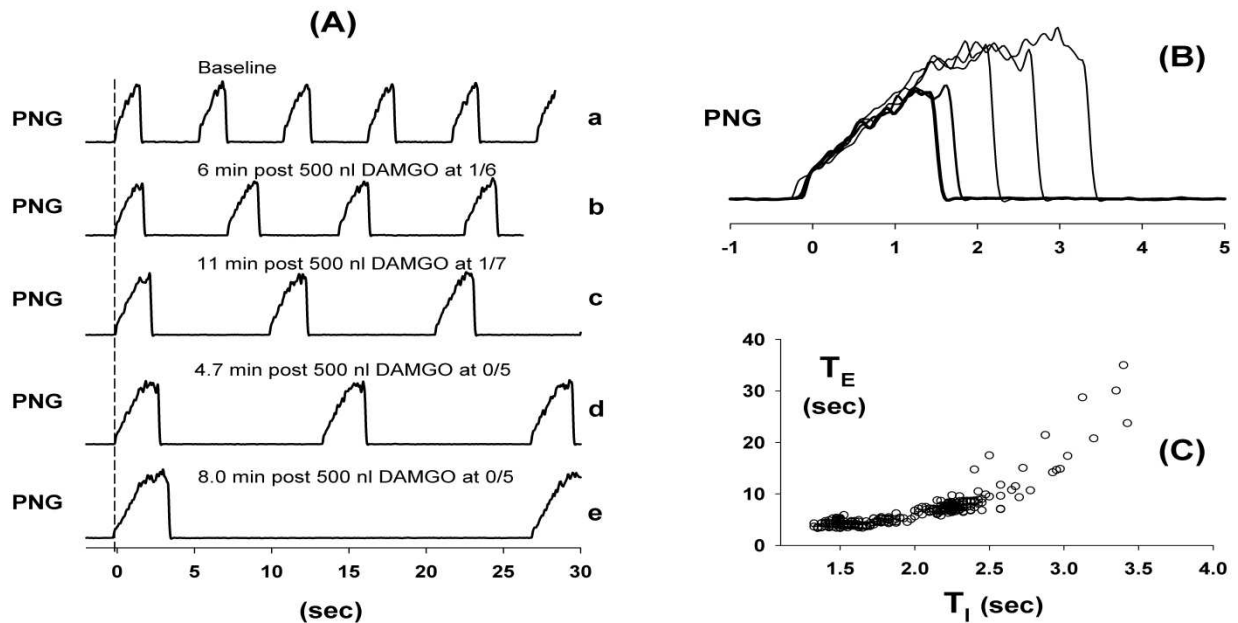 (A)
Baseline
PNG a
6 min post 500 nl DAMGO at 1/6
PNG b
11 min post 500 nl DAMGO at 1/7
PNG c
4.7 min post 500 nl DAMGO at 0/5
PNG d
8.0 min post 500 nl DAMGO at 0/5
PNG e
0 5 10 15 20 25 30
(sec)
(B)
PNG
-1 0 1 2 3 4 5
40
30
20
10
0
TE
(sec)
(C)
1.5 2.0 2.5 3.0 3.5 4.0
TI (sec)